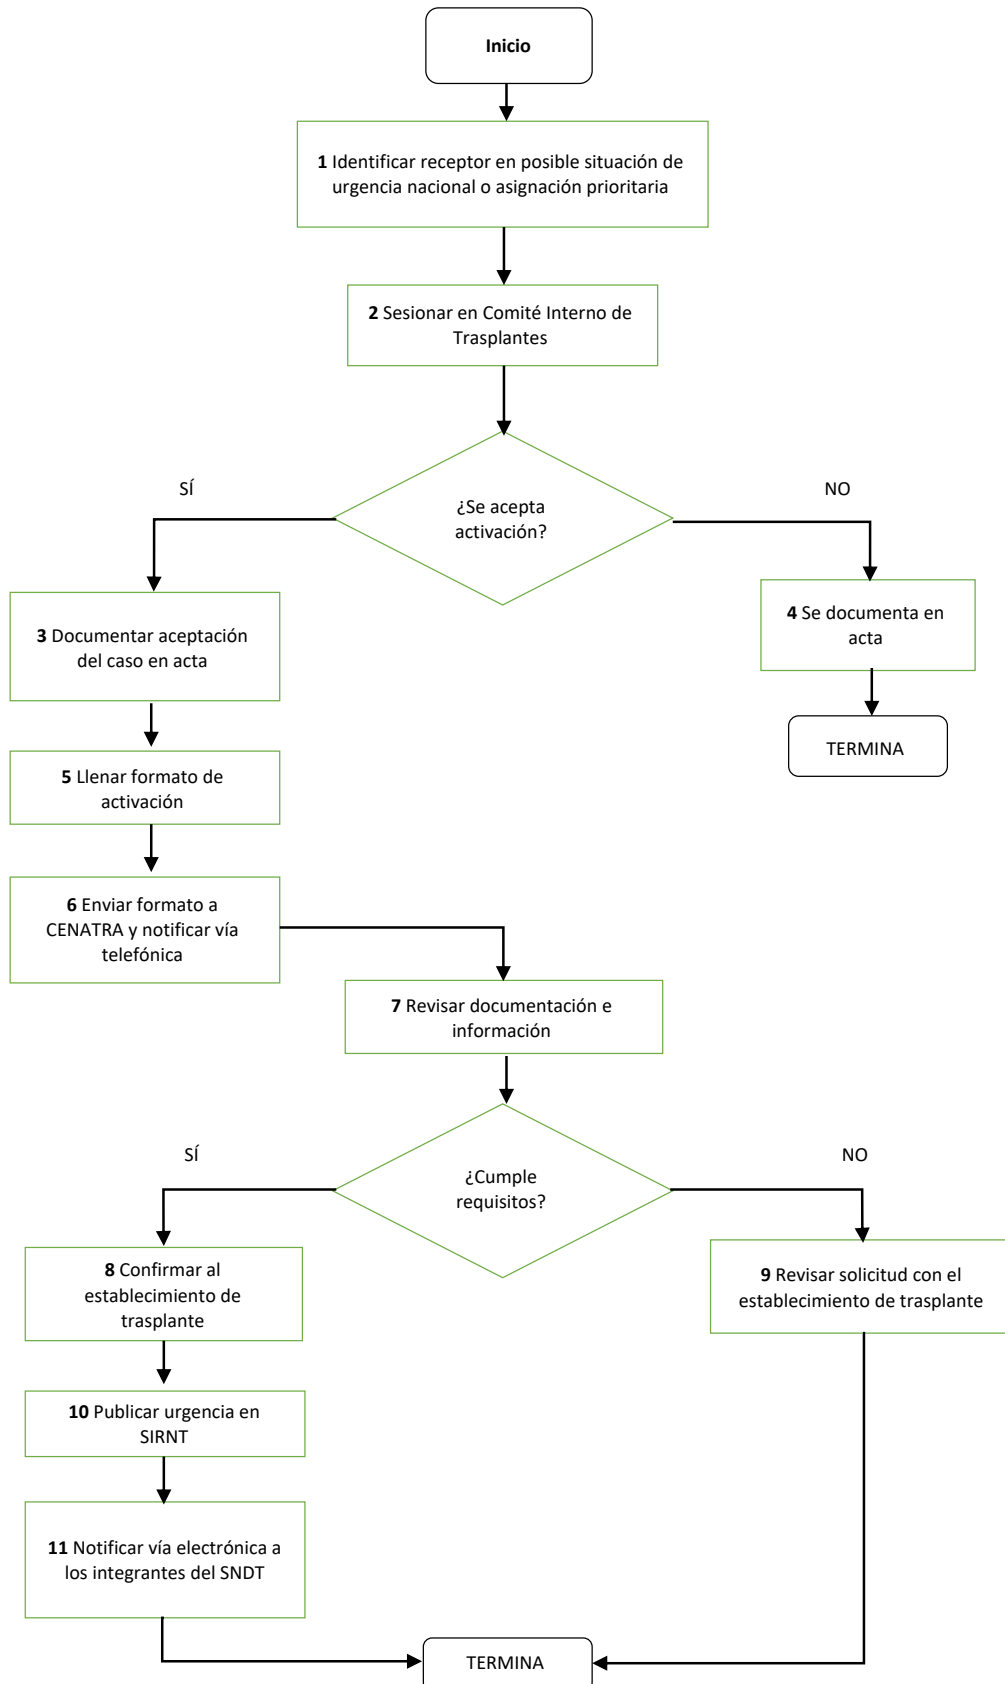 Inicio
1 Identificar receptor en posible situación de
urgencia nacional o asignación prioritaria
2 Sesionar en Comité Interno de
Trasplantes
¿Se acepta
activación?
SÍ
NO
3 Documentar aceptación
del caso en acta
4 Se documenta en
acta
TERMINA
5 Llenar formato de
activación
6 Enviar formato a
CENATRA y notificar vía
telefónica
7 Revisar documentación e
información
¿Cumple
requisitos?
SÍ
NO
8 Confirmar al
establecimiento de
trasplante
9 Revisar solicitud con el
establecimiento de trasplante
10 Publicar urgencia en
SIRNT
11 Notificar vía electrónica a
los integrantes del SNDT
TERMINA